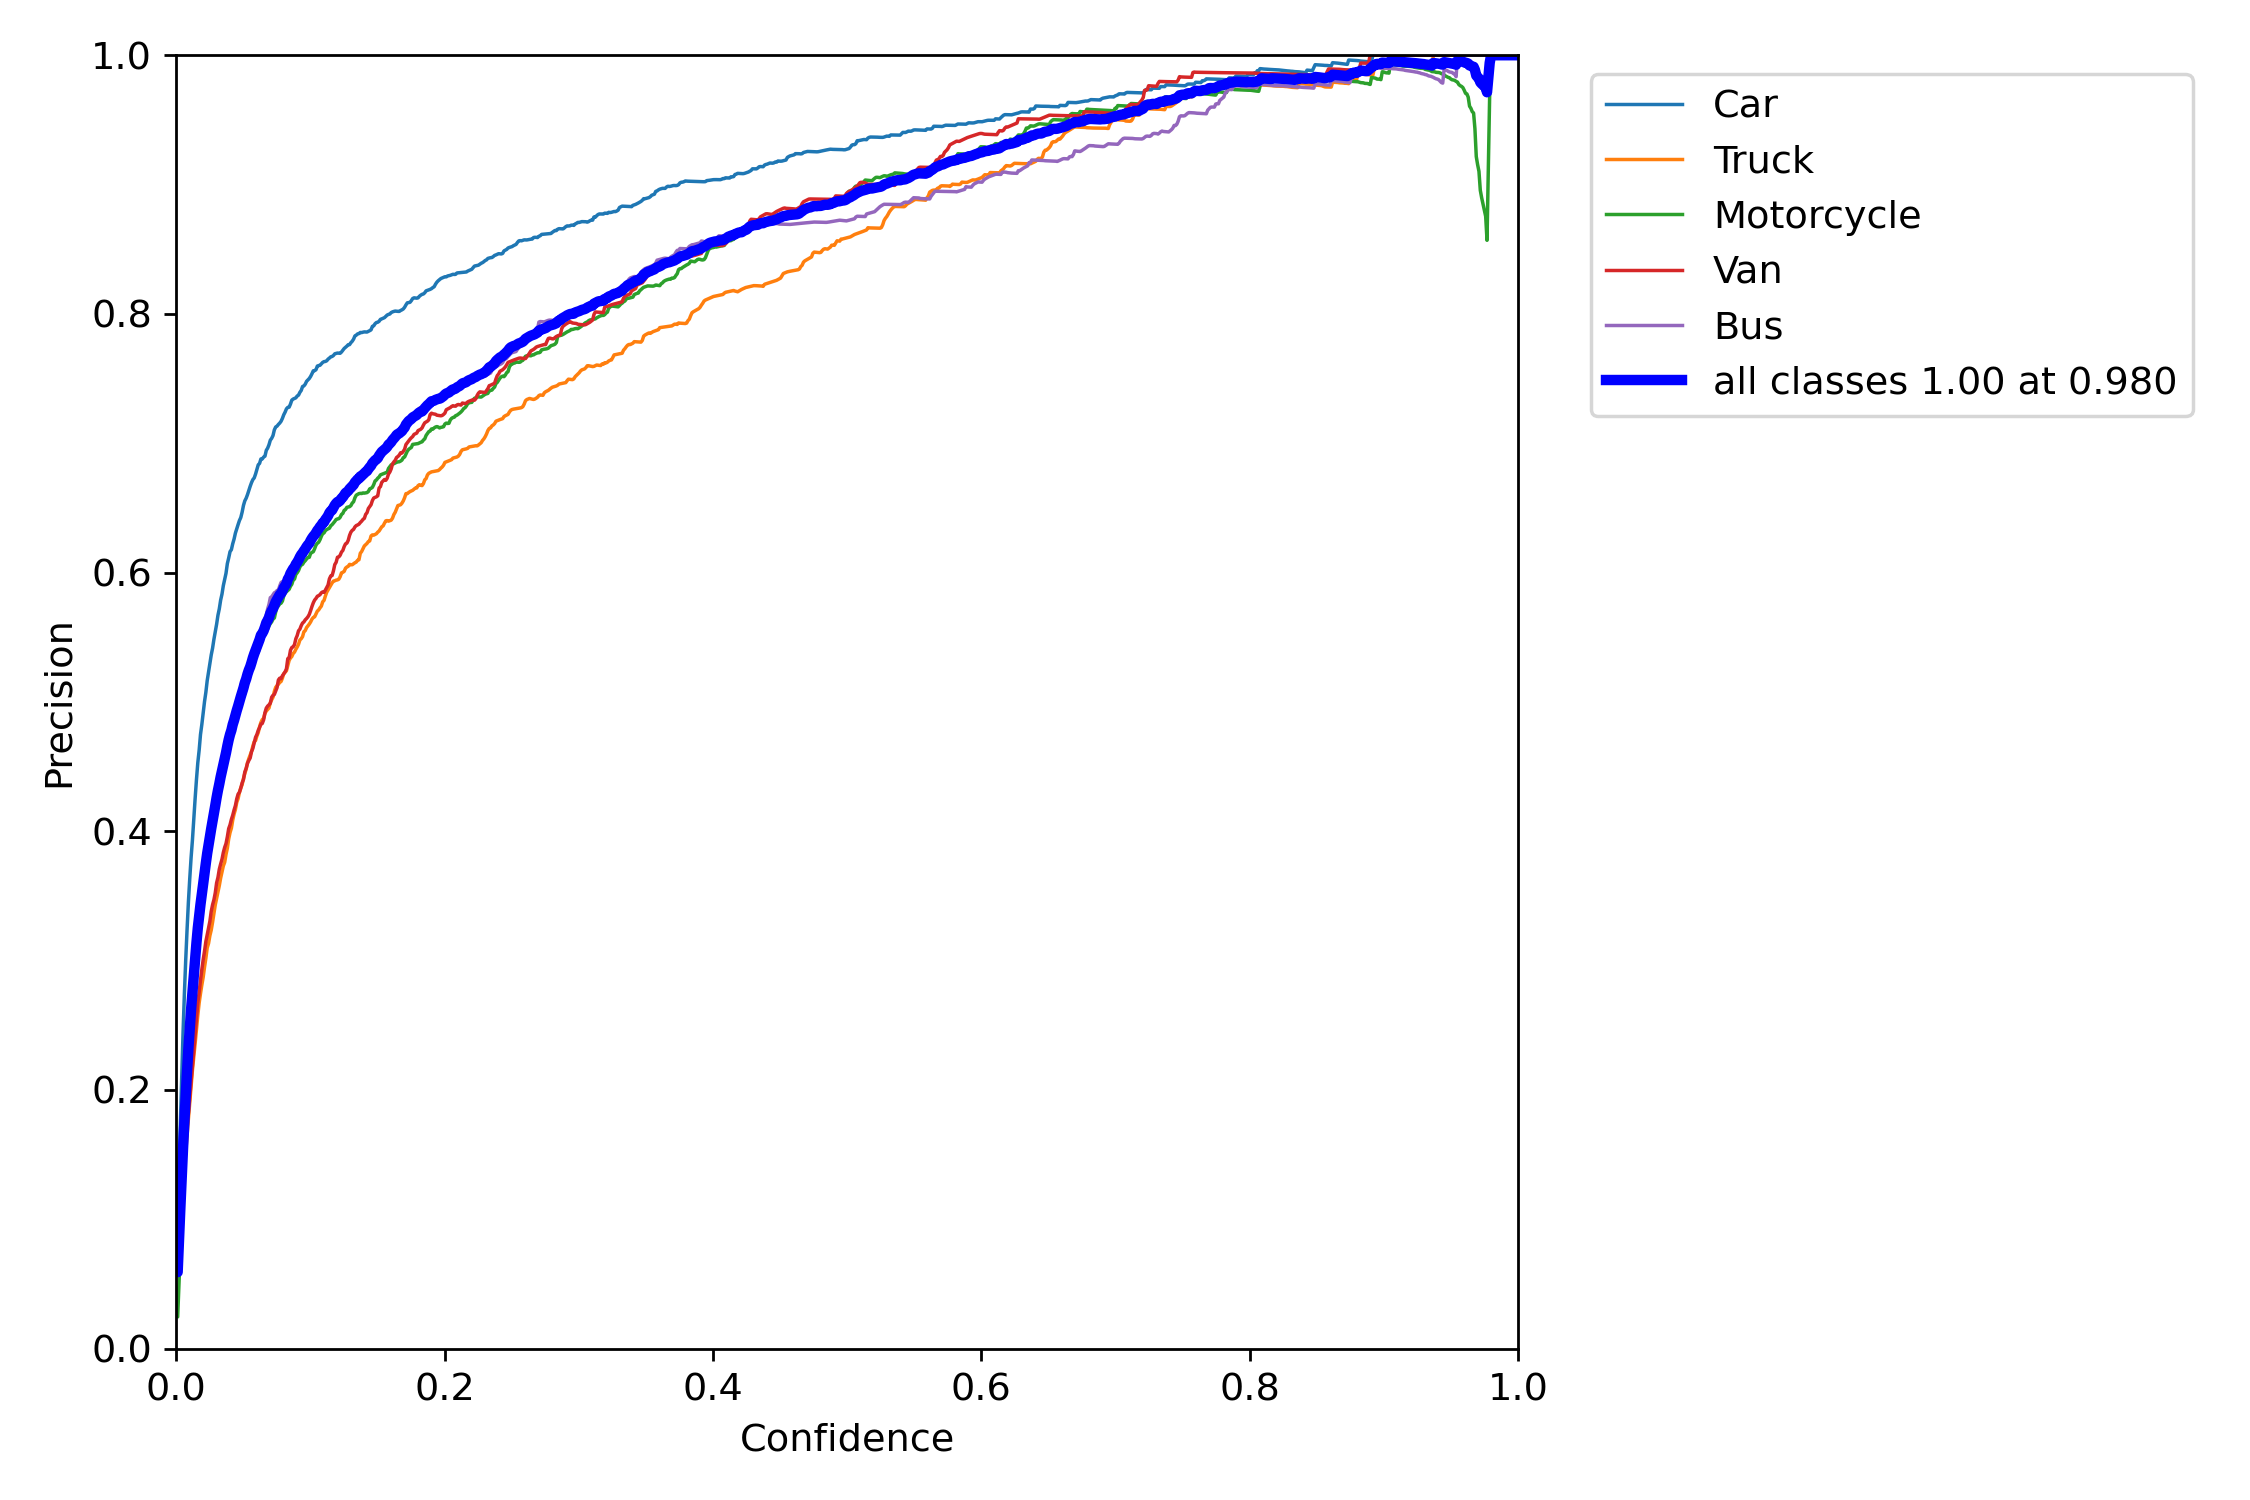 1.0
0.8
0.6
0.4
0.2
0.0
Precision
0.0 0.2 0.4 0.6 0.8 1.0
Confidence
Car
Truck
Motorcycle
Van
Bus
all classes 1.00 at 0.980